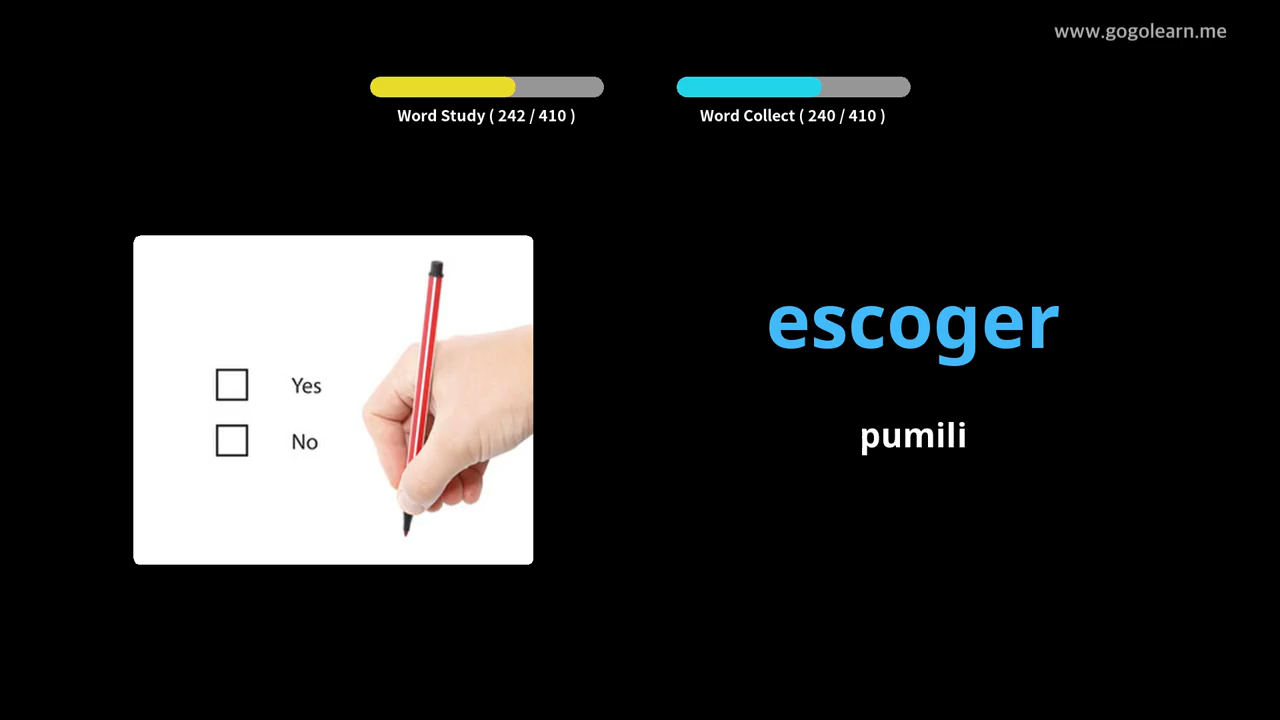 www.gogolearn.me
Word Study ( 242 / 410 )
Word Collect ( 240 / 410 )
Yes
No
escoger
pumili